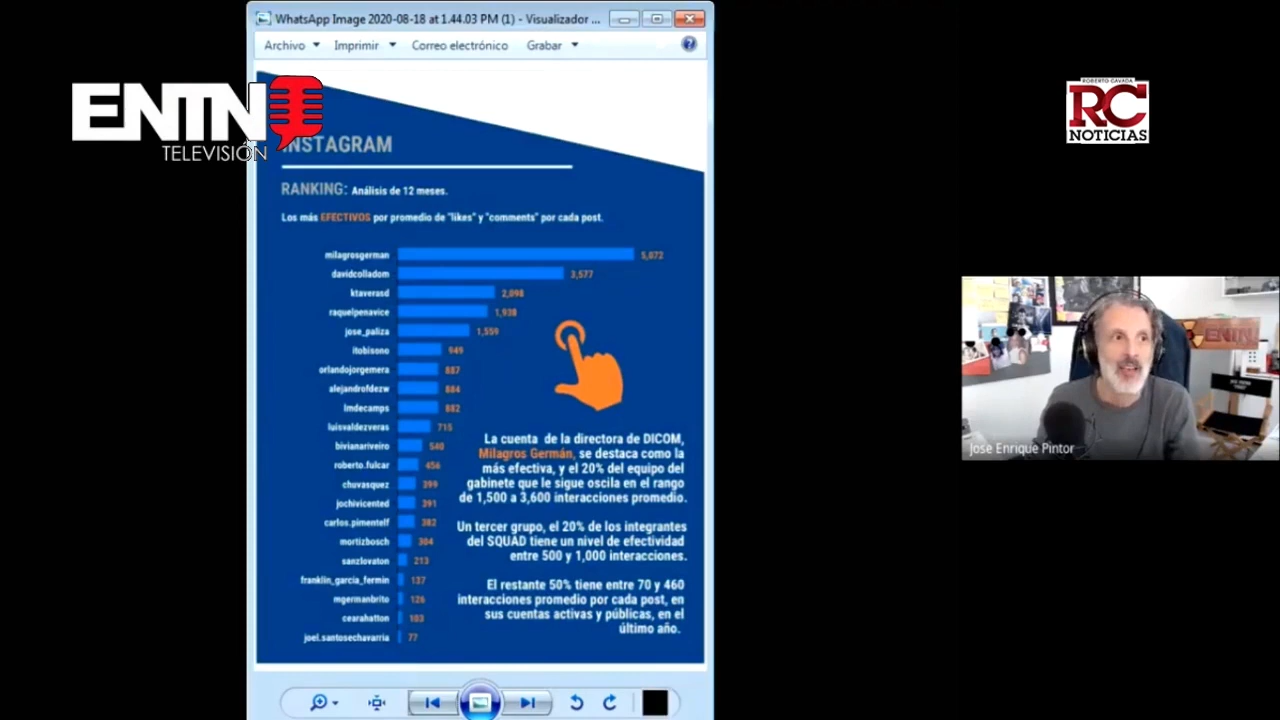 WhatsApp Image 2020-08-18 at 1.44.03 PM (1) - Visualizador ...
Archivo Imprimir Correo electrónico Grabar
ENTN
TELEVISIÓN
ROBERTO CAVADA
RC
NOTICIAS
INSTAGRAM
RANKING: Análisis de 12 meses.
Los más EFECTIVOS por promedio de "likes" y "comments" por cada post.
milagrosgerman 5,072
davidcolladom 3,577
ktaverasd 2,098
raquelpenavice 1,938
jose_paliza 1,559
itobisono 949
orlandojorgemera 887
alejandrofdezw 884
lmdecamps 882
luisvaldezveras 715
bivianariveiro 540
roberto.fulcar 456
chuvasquez 399
jochivicented 391
carlos.pimentelf 382
mortizbosch 304
sanzlovaton 213
franklin_garcia_fermin 137
mgermanbrito 126
cearahatton 103
joel.santosechavarria 77
La cuenta de la directora de DICOM,
Milagros Germán, se destaca como la
más efectiva, y el 20% del equipo del
gabinete que le sigue oscila en el rango
de 1,500 a 3,600 interacciones promedio.
Un tercer grupo, el 20% de los integrantes
del SQUAD tiene un nivel de efectividad
entre 500 y 1,000 interacciones.
El restante 50% tiene entre 70 y 460
interacciones promedio por cada post, en
sus cuentas activas y públicas, en el
último año.
ENTN
Jose Enrique Pintor